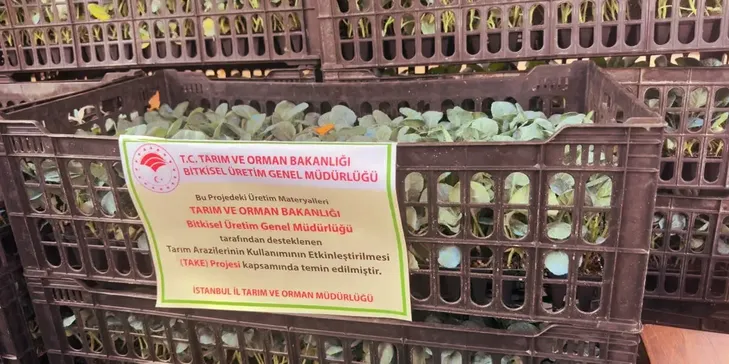 T.C. TARIM VE ORMAN BAKANLIĞI
BİTKİSEL ÜRETİM GENEL MÜDÜRLÜĞÜ
Bu Projedeki Üretim Materyalleri
TARIM VE ORMAN BAKANLIĞI
Bitkisel Üretim Genel Müdürlüğü
tarafından desteklenen
Tarım Arazilerinin Kullanımının Etkinleştirilmesi
(TAKE) Projesi kapsamında temin edilmiştir.
İSTANBUL İL TARIM VE ORMAN MÜDÜRLÜĞÜ